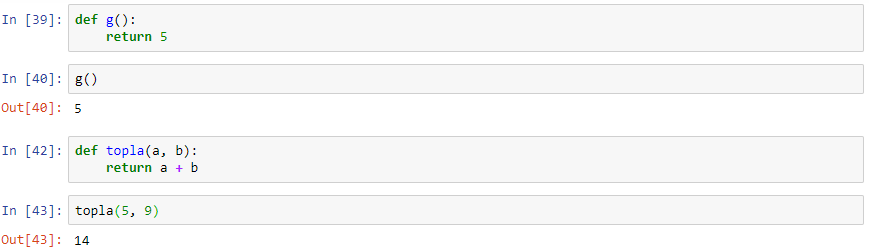 In [39]: def g():
    return 5
In [40]: g()
Out[40]: 5
In [42]: def topla(a, b):
    return a + b
In [43]: topla(5, 9)
Out[43]: 14